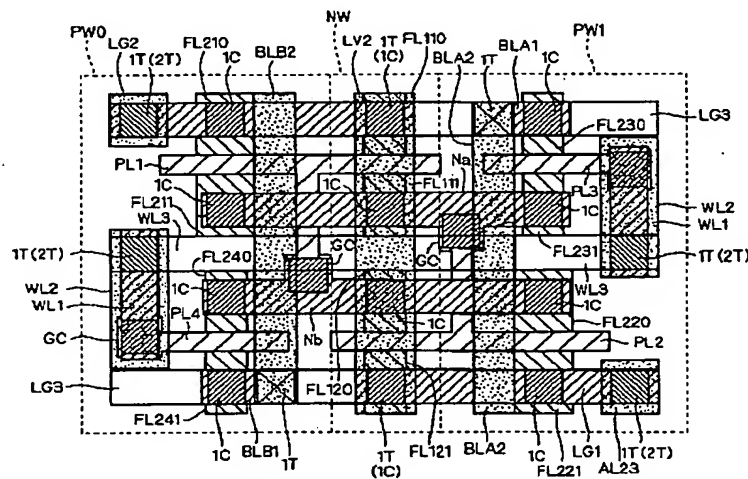 PW0 LG2 FL210 BLB2 NW LV2 1T FL110 BLA2 BLA1 PW1
1T(2T) 1C (1C) 1T 1C
LG3
FL230
PL1 Na
PL3
1C 1C FL111 1C WL2
FL211 WL3 WL1
GC FL231
1T(2T) FL240 GC 1T(2T)
WL2 1C WL3
WL1 1C 1C
PL4 FL220
GC Nb PL2
LG3 FL120
FL241 1C BLB1 1T 1T (1C) FL121 BLA2 1C FL221 LG1 AL23 1T(2T)